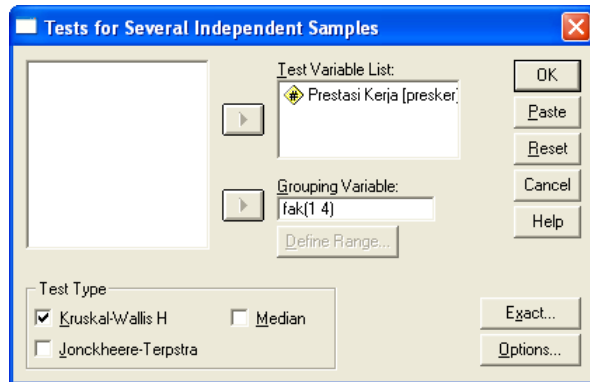 Tests for Several Independent Samples
Test Variable List:
# Prestasi Kerja [presker]
Grouping Variable:
fak(1 4)
Define Range...
OK
Paste
Reset
Cancel
Help
Test Type
Kruskal-Wallis H
Median
Jonckheere-Terpstra
Exact...
Options...